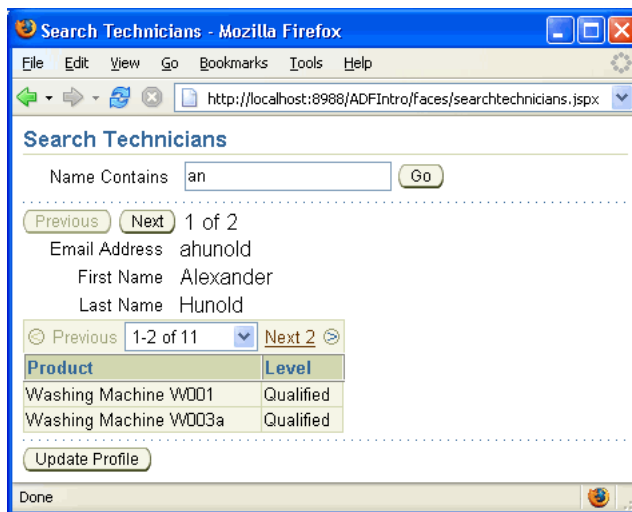 Search Technicians - Mozilla Firefox
File Edit View Go Bookmarks Tools Help
http://localhost:8988/ADFIntro/faces/searchtechnicians.jspx
Search Technicians
Name Contains an Go
Previous Next 1 of 2
Email Address ahunold
First Name Alexander
Last Name Hunold
Previous 1-2 of 11 Next 2
Product Level
Washing Machine W001 Qualified
Washing Machine W003a Qualified
Update Profile
Done